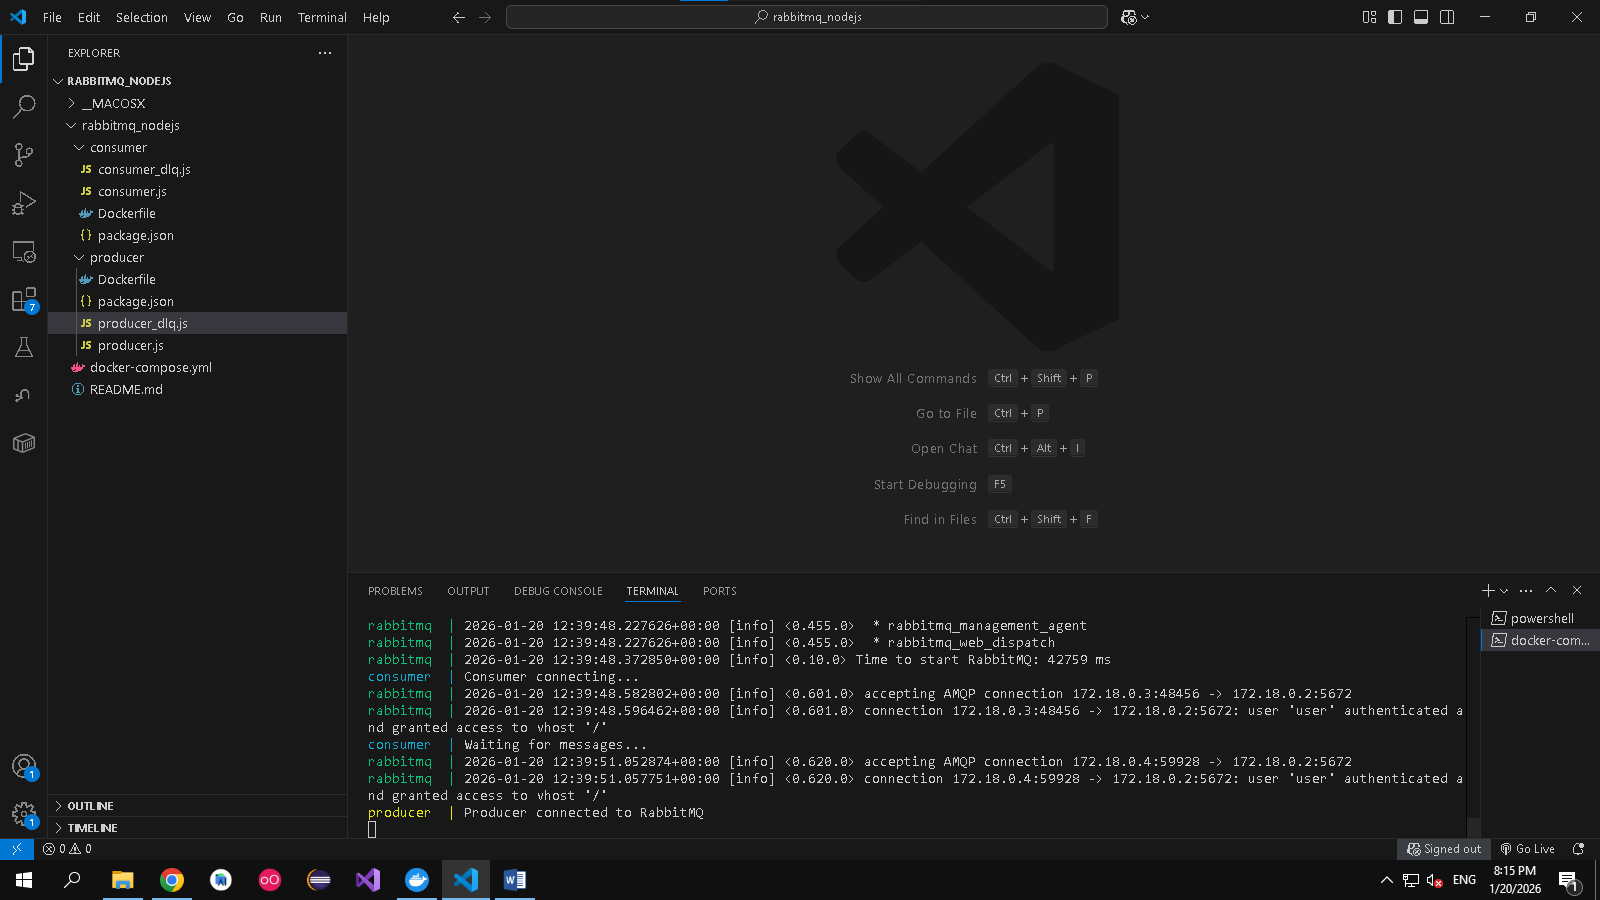 File Edit Selection View Go Run Terminal Help
rabbitmq_nodejs
EXPLORER
RABBITMQ_NODEJS
__MACOSX
rabbitmq_nodejs
consumer
JS consumer_dlq.js
JS consumer.js
Dockerfile
{} package.json
producer
Dockerfile
{} package.json
JS producer_dlq.js
JS producer.js
docker-compose.yml
README.md
7
Show All Commands Ctrl + Shift + P
Go to File Ctrl + P
Open Chat Ctrl + Alt + I
Start Debugging F5
Find in Files Ctrl + Shift + F
PROBLEMS OUTPUT DEBUG CONSOLE TERMINAL PORTS
rabbitmq | 2026-01-20 12:39:48.227626+00:00 [info] <0.455.0> * rabbitmq_management_agent
rabbitmq | 2026-01-20 12:39:48.227626+00:00 [info] <0.455.0> * rabbitmq_web_dispatch
rabbitmq | 2026-01-20 12:39:48.372850+00:00 [info] <0.10.0> Time to start RabbitMQ: 42759 ms
consumer | Consumer connecting...
rabbitmq | 2026-01-20 12:39:48.582802+00:00 [info] <0.601.0> accepting AMQP connection 172.18.0.3:48456 -> 172.18.0.2:5672
rabbitmq | 2026-01-20 12:39:48.596462+00:00 [info] <0.601.0> connection 172.18.0.3:48456 -> 172.18.0.2:5672: user 'user' authenticated a
nd granted access to vhost '/'
consumer | Waiting for messages...
rabbitmq | 2026-01-20 12:39:51.052874+00:00 [info] <0.620.0> accepting AMQP connection 172.18.0.4:59928 -> 172.18.0.2:5672
rabbitmq | 2026-01-20 12:39:51.057751+00:00 [info] <0.620.0> connection 172.18.0.4:59928 -> 172.18.0.2:5672: user 'user' authenticated a
nd granted access to vhost '/'
producer | Producer connected to RabbitMQ
powershell
docker-com...
1
1
OUTLINE
TIMELINE
0 0
Signed out Go Live
ENG
8:15 PM
1/20/2026
1